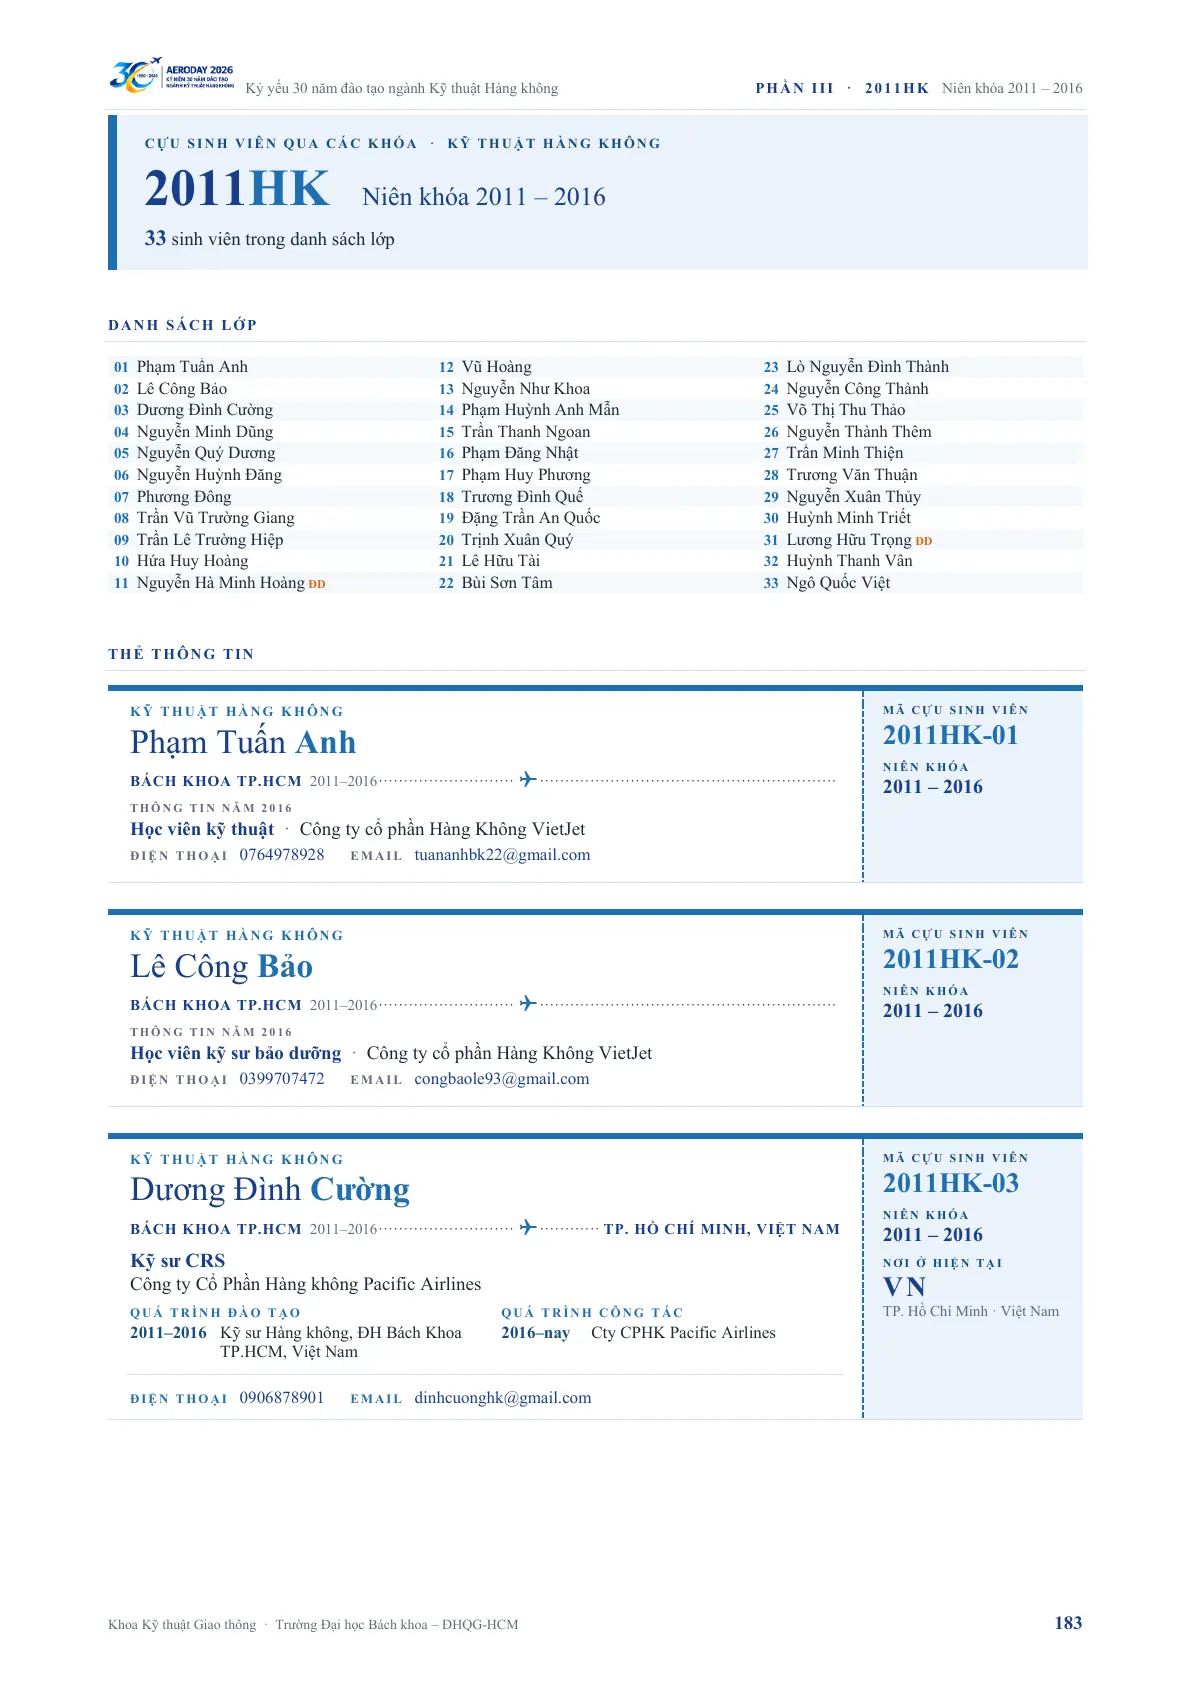 30
1996 - 2026
AERODAY 2026
KỶ NIỆM 30 NĂM ĐÀO TẠO
NGÀNH KỸ THUẬT HÀNG KHÔNG
Kỷ yếu 30 năm đào tạo ngành Kỹ thuật Hàng không
PHẦN III · 2011HK Niên khóa 2011 – 2016
CỰU SINH VIÊN QUA CÁC KHÓA · KỸ THUẬT HÀNG KHÔNG
2011HK Niên khóa 2011 – 2016
33 sinh viên trong danh sách lớp
DANH SÁCH LỚP
01 Phạm Tuấn Anh
02 Lê Công Bảo
03 Dương Đình Cường
04 Nguyễn Minh Dũng
05 Nguyễn Quý Dương
06 Nguyễn Huỳnh Đăng
07 Phương Đông
08 Trần Vũ Trường Giang
09 Trần Lê Trường Hiệp
10 Hứa Huy Hoàng
11 Nguyễn Hà Minh Hoàng ĐD
12 Vũ Hoàng
13 Nguyễn Như Khoa
14 Phạm Huỳnh Anh Mẫn
15 Trần Thanh Ngoan
16 Phạm Đăng Nhật
17 Phạm Huy Phương
18 Trương Đình Quế
19 Đặng Trần An Quốc
20 Trịnh Xuân Quý
21 Lê Hữu Tài
22 Bùi Sơn Tâm
23 Lò Nguyễn Đình Thành
24 Nguyễn Công Thành
25 Võ Thị Thu Thảo
26 Nguyễn Thành Thêm
27 Trần Minh Thiện
28 Trương Văn Thuận
29 Nguyễn Xuân Thủy
30 Huỳnh Minh Triết
31 Lương Hữu Trọng ĐD
32 Huỳnh Thanh Vân
33 Ngô Quốc Việt
THẺ THÔNG TIN
KỸ THUẬT HÀNG KHÔNG
Phạm Tuấn Anh
BÁCH KHOA TP.HCM 2011–2016
THÔNG TIN NĂM 2016
Học viên kỹ thuật · Công ty cổ phần Hàng Không VietJet
ĐIỆN THOẠI 0764978928 EMAIL tuananhbk22@gmail.com
MÃ CỰU SINH VIÊN
2011HK-01
NIÊN KHÓA
2011 – 2016
KỸ THUẬT HÀNG KHÔNG
Lê Công Bảo
BÁCH KHOA TP.HCM 2011–2016
THÔNG TIN NĂM 2016
Học viên kỹ sư bảo dưỡng · Công ty cổ phần Hàng Không VietJet
ĐIỆN THOẠI 0399707472 EMAIL congbaole93@gmail.com
MÃ CỰU SINH VIÊN
2011HK-02
NIÊN KHÓA
2011 – 2016
KỸ THUẬT HÀNG KHÔNG
Dương Đình Cường
BÁCH KHOA TP.HCM 2011–2016 TP. HỒ CHÍ MINH, VIỆT NAM
Kỹ sư CRS
Công ty Cổ Phần Hàng không Pacific Airlines
QUÁ TRÌNH ĐÀO TẠO
2011–2016 Kỹ sư Hàng không, ĐH Bách Khoa
TP.HCM, Việt Nam
QUÁ TRÌNH CÔNG TÁC
2016–nay Cty CPHK Pacific Airlines
ĐIỆN THOẠI 0906878901 EMAIL dinhcuonghk@gmail.com
MÃ CỰU SINH VIÊN
2011HK-03
NIÊN KHÓA
2011 – 2016
NƠI Ở HIỆN TẠI
VN
TP. Hồ Chí Minh · Việt Nam
Khoa Kỹ thuật Giao thông · Trường Đại học Bách khoa – ĐHQG-HCM
183